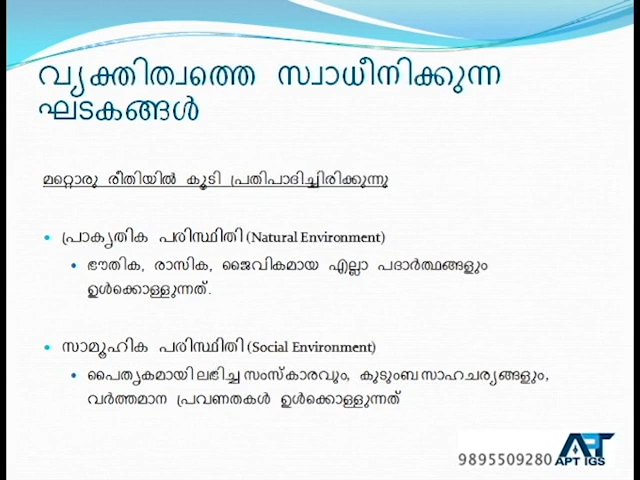 വ്യക്തിത്വത്തെ സ്വാധീനിക്കുന്ന
ഘടകങ്ങൾ
മറ്റൊരു രീതിയിൽ കൂടി പ്രതിപാദിച്ചിരിക്കുന്നു
• പ്രാകൃതിക പരിസ്ഥിതി (Natural Environment)
• ഭൗതിക, രാസിക, ജൈവികമായ എല്ലാ പദാർത്ഥങ്ങളും
ഉൾക്കൊള്ളുന്നത്.
• സാമൂഹിക പരിസ്ഥിതി (Social Environment)
• പൈതൃകമായി ലഭിച്ച സംസ്കാരവും, കുടുംബ സാഹചര്യങ്ങളും,
വർത്തമാന പ്രവണതകൾ ഉൾക്കൊള്ളുന്നത്
APT
9895509280 APT IGS